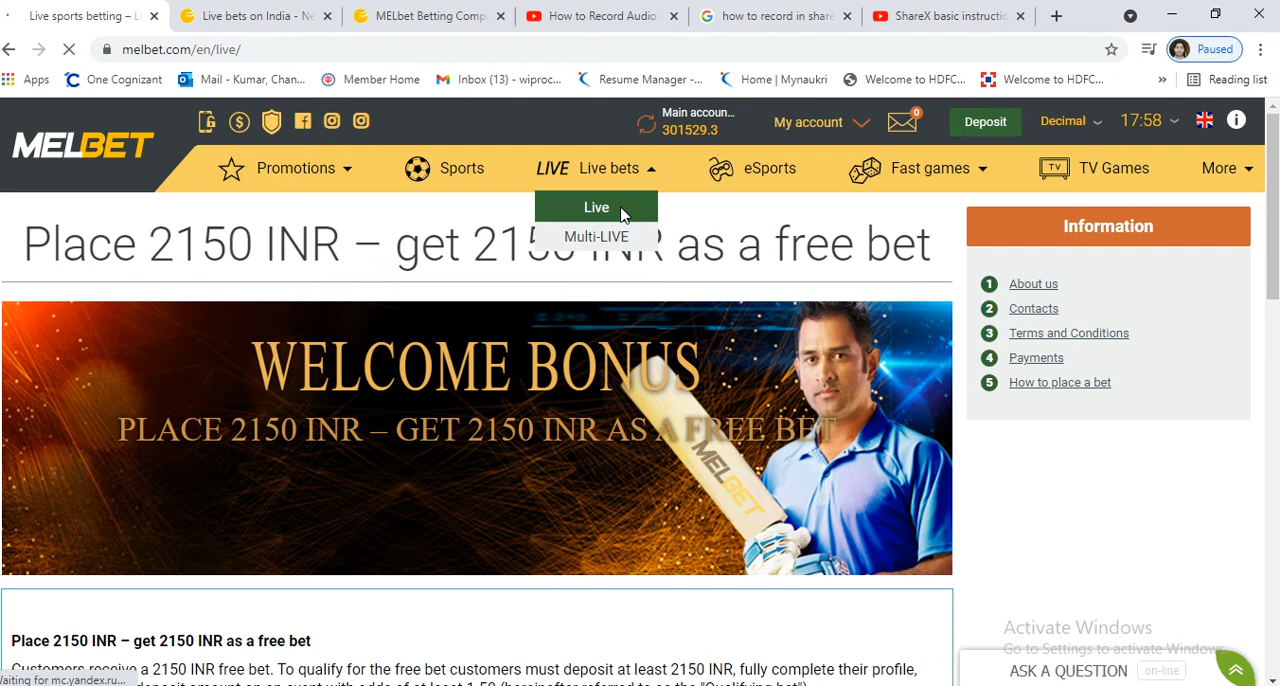 Live sports betting – L
Live bets on India - Ne
MELbet Betting Comp
How to Record Audio
how to record in share
ShareX basic instructi
melbet.com/en/live/
Paused
Apps
One Cognizant
Mail - Kumar, Chan...
Member Home
Inbox (13) - wiproc...
Resume Manager -...
Home | Mynaukri
Welcome to HDFC...
Welcome to HDFC...
»
Reading list
MELBET
Main accoun...
301529.3
My account
0
Deposit
Decimal
17:58
Promotions
Sports
LIVE Live bets
eSports
Fast games
TV
TV Games
More
Live
Multi-LIVE
Place 2150 INR – get 2150 INR as a free bet
WELCOME BONUS
PLACE 2150 INR – GET 2150 INR AS A FREE BET
MELBET
Information
1 About us
2 Contacts
3 Terms and Conditions
4 Payments
5 How to place a bet
Place 2150 INR – get 2150 INR as a free bet
Customers receive a 2150 INR free bet. To qualify for the free bet customers must deposit at least 2150 INR, fully complete their profile,
Activate Windows
Go to Settings to activate Windows.
ASK A QUESTION on-line
Waiting for mc.yandex.ru...